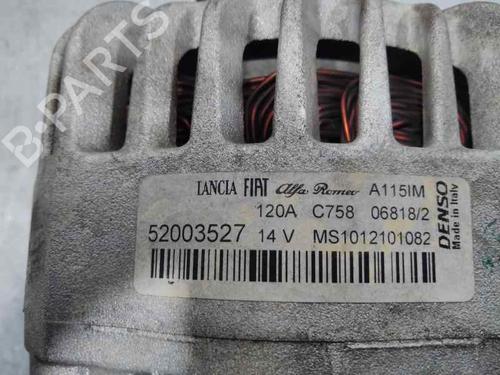 B-PARTS
LANCIA FIAT Alfa Romeo A115IM
120A C758 06818/2
52003527 14 V MS1012101082
DENSO
Made in Italy